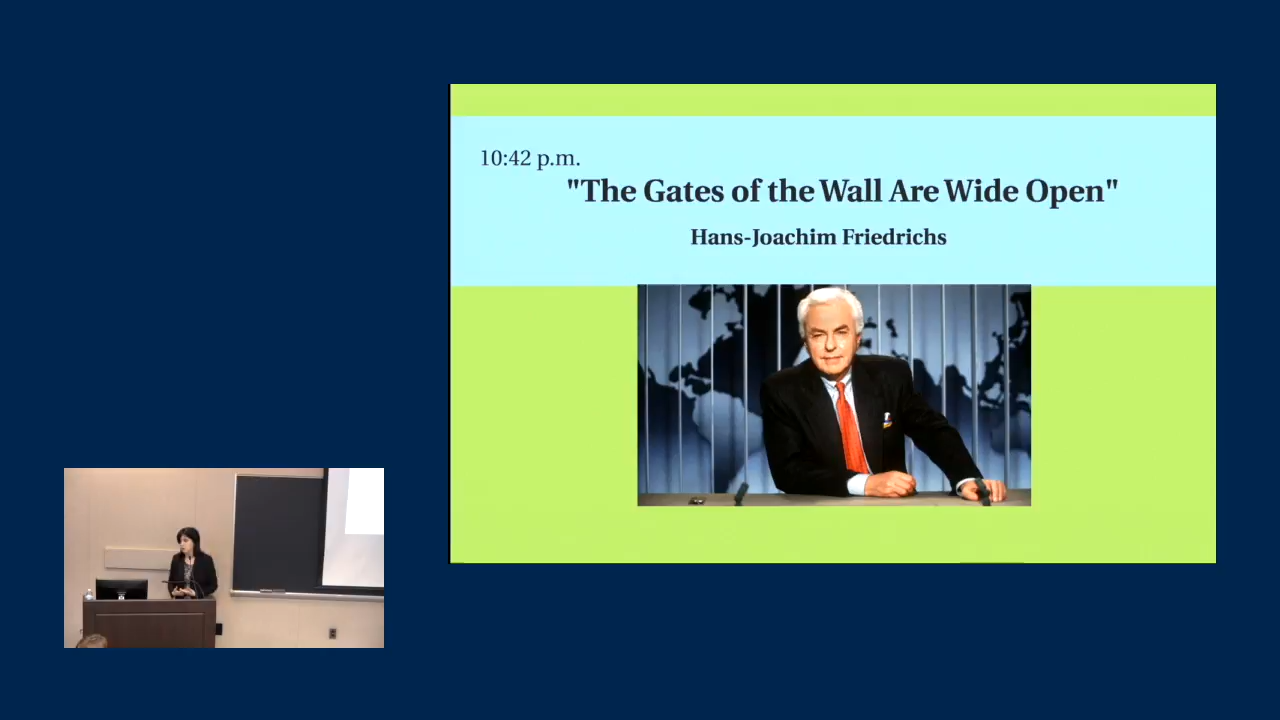 10:42 p.m.
"The Gates of the Wall Are Wide Open"
Hans-Joachim Friedrichs